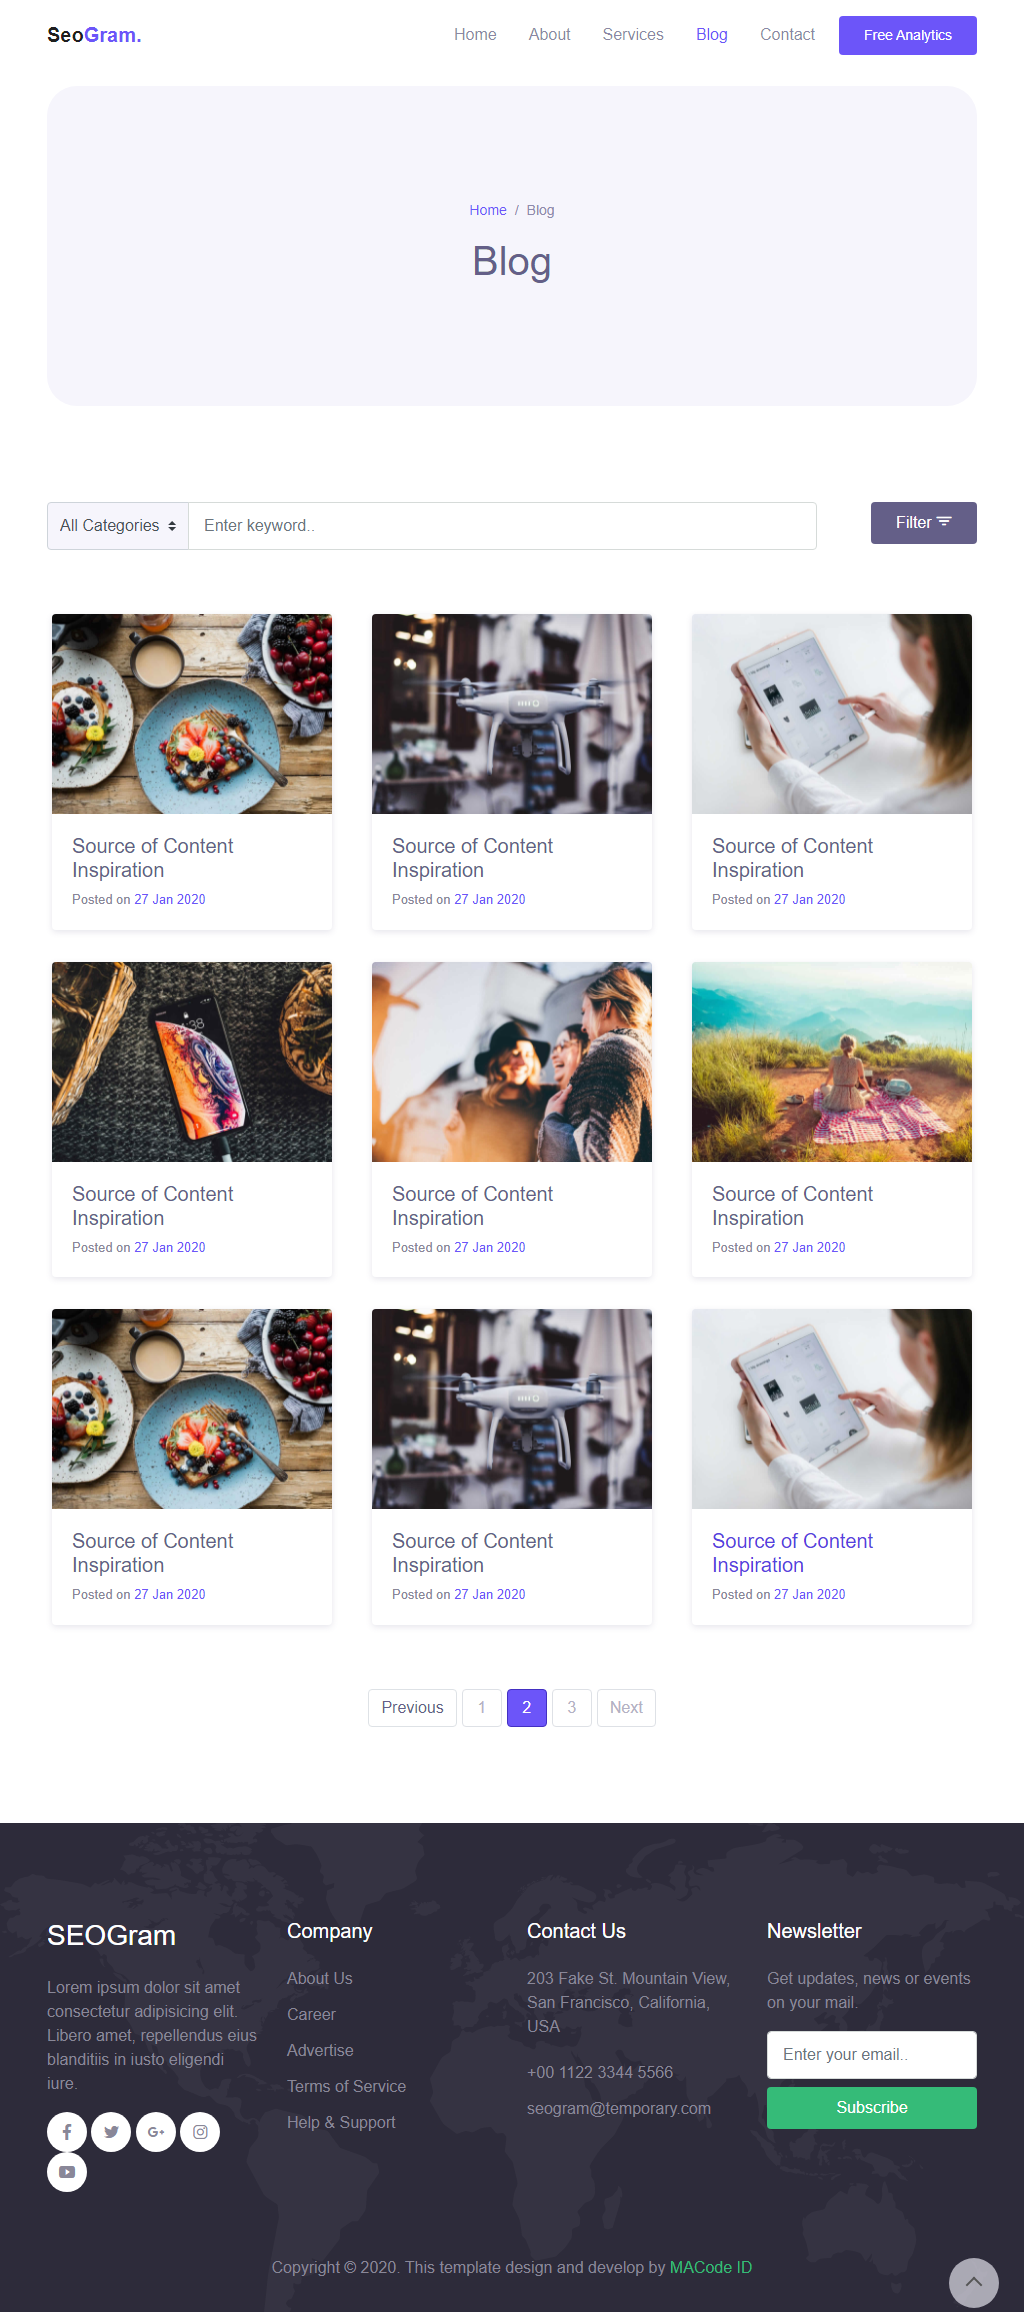 SeoGram.
Home About Services Blog Contact Free Analytics
Home / Blog
Blog
All Categories Enter keyword.. Filter
Source of Content
Inspiration
Posted on 27 Jan 2020
Source of Content
Inspiration
Posted on 27 Jan 2020
Source of Content
Inspiration
Posted on 27 Jan 2020
Source of Content
Inspiration
Posted on 27 Jan 2020
Source of Content
Inspiration
Posted on 27 Jan 2020
Source of Content
Inspiration
Posted on 27 Jan 2020
Source of Content
Inspiration
Posted on 27 Jan 2020
Source of Content
Inspiration
Posted on 27 Jan 2020
Source of Content
Inspiration
Posted on 27 Jan 2020
Previous 1 2 3 Next
SEOGram
Lorem ipsum dolor sit amet
consectetur adipisicing elit.
Libero amet, repellendus eius
blanditiis in iusto eligendi
iure.
Company
About Us
Career
Advertise
Terms of Service
Help & Support
Contact Us
203 Fake St. Mountain View,
San Francisco, California,
USA
+00 1122 3344 5566
seogram@temporary.com
Newsletter
Get updates, news or events
on your mail.
Enter your email..
Subscribe
Copyright © 2020. This template design and develop by MACode ID